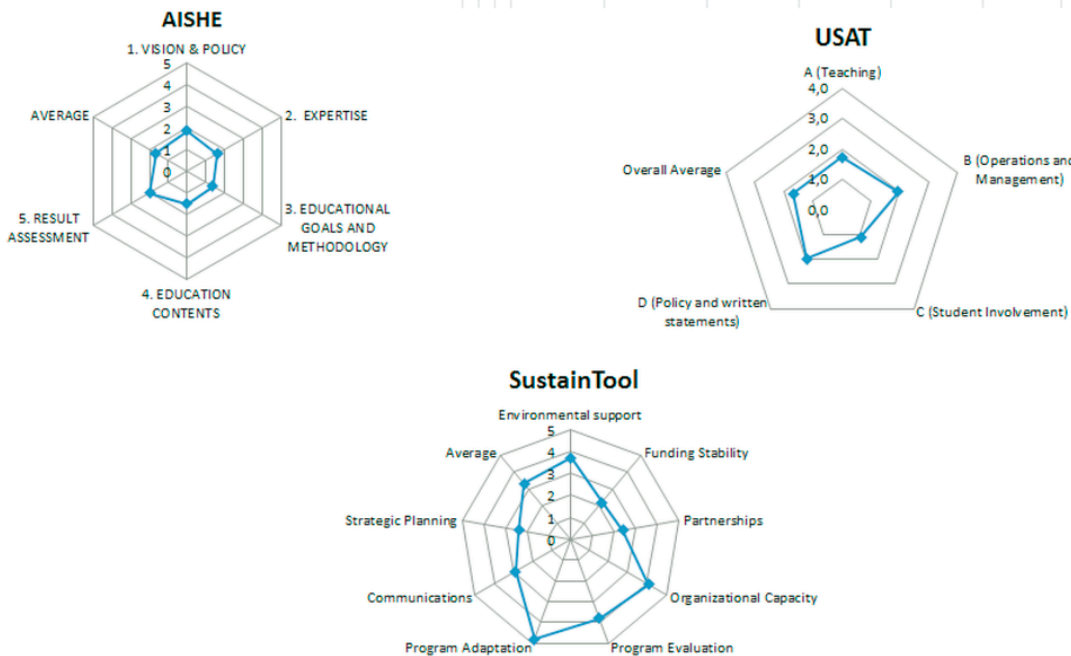 AISHE
1. VISION & POLICY
5
4
3
2
1
0
AVERAGE
2. EXPERTISE
3. EDUCATIONAL
GOALS AND
METHODOLOGY
5. RESULT
ASSESSMENT
4. EDUCATION
CONTENTS
USAT
A (Teaching)
4,0
3,0
2,0
1,0
0,0
Overall Average
B (Operations and
Management)
D (Policy and written
statements)
C (Student Involvement)
SustainTool
Environmental support
5
4
3
2
1
0
Average
Funding Stability
Strategic Planning
Partnerships
Communications
Organizational Capacity
Program Adaptation
Program Evaluation